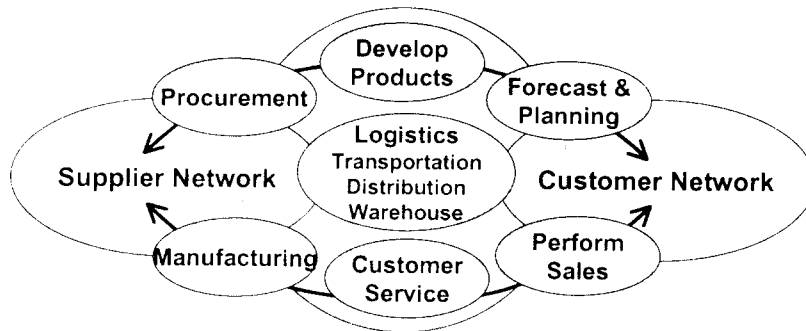 Develop
Products
Procurement
Forecast &
Planning
Logistics
Transportation
Distribution
Warehouse
Supplier Network
Customer Network
Manufacturing
Customer
Service
Perform
Sales